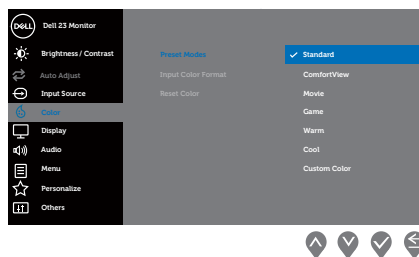 DELL
Dell 23 Monitor
Brightness / Contrast
Auto Adjust
Input Source
Color
Display
Audio
Menu
Personalize
Others
Preset Modes
Input Color Format
Reset Color
Standard
ComfortView
Movie
Game
Warm
Cool
Custom Color